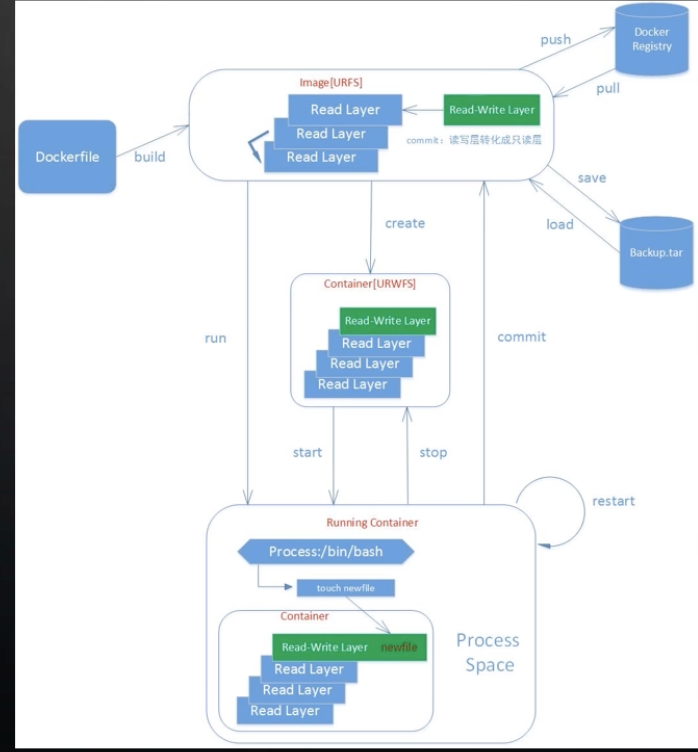 push
Docker
Registry
pull
Image[URFS]
Read Layer
Read-Write Layer
Read Layer
commit：读写层转化成只读层
Read Layer
Dockerfile
build
save
load
Backup.tar
create
Container[URWFS]
Read-Write Layer
Read Layer
Read Layer
Read Layer
run
commit
start
stop
restart
Running Container
Process:/bin/bash
touch newfile
Container
Read-Write Layer newfile
Read Layer
Read Layer
Read Layer
Process
Space